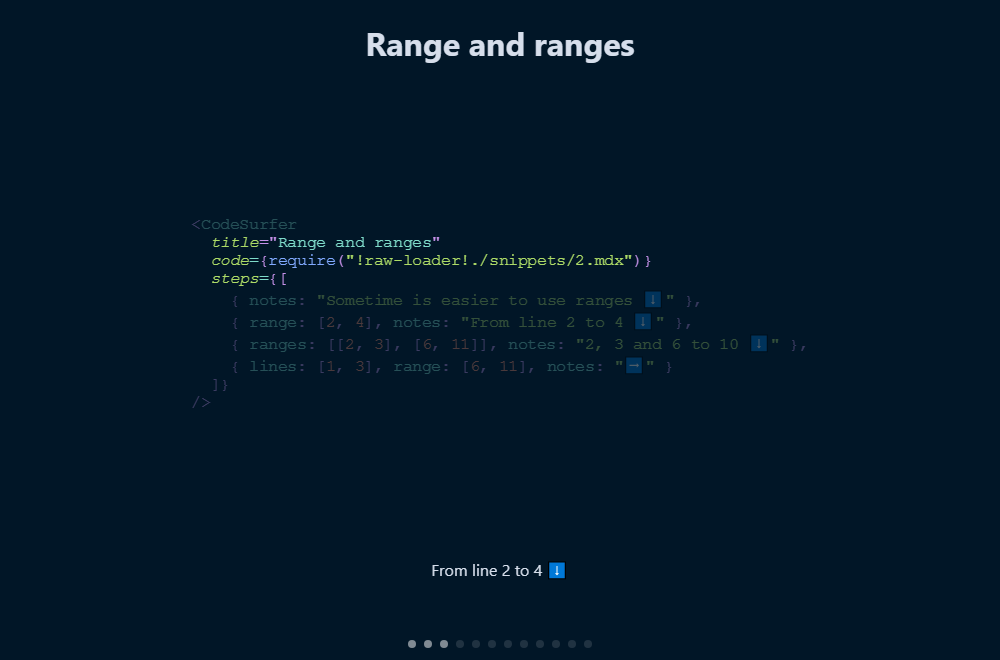 Range and ranges
<CodeSurfer
title="Range and ranges"
code={require("!raw-loader!./snippets/2.mdx")}
steps={[
{ notes: "Sometime is easier to use ranges ⬇️" },
{ range: [2, 4], notes: "From line 2 to 4 ⬇️" },
{ ranges: [[2, 3], [6, 11]], notes: "2, 3 and 6 to 10 ⬇️" },
{ lines: [1, 3], range: [6, 11], notes: "➡️" }
]}
/>
From line 2 to 4 ⬇️